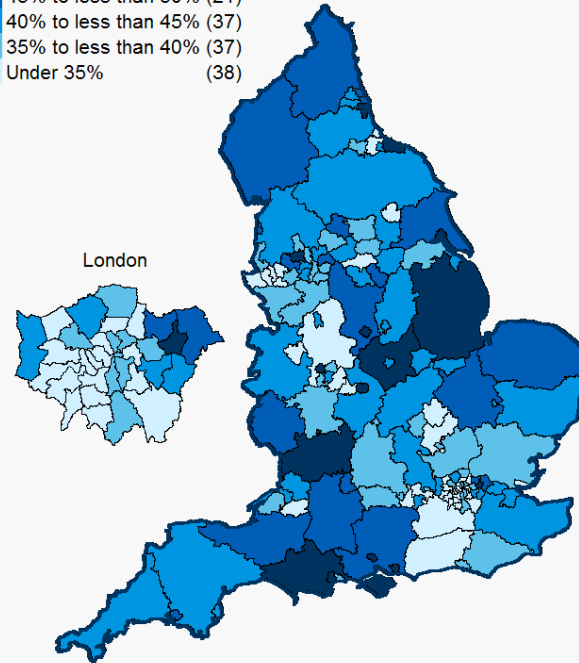 40% to less than 45% (37)
35% to less than 40% (37)
Under 35% (38)
London